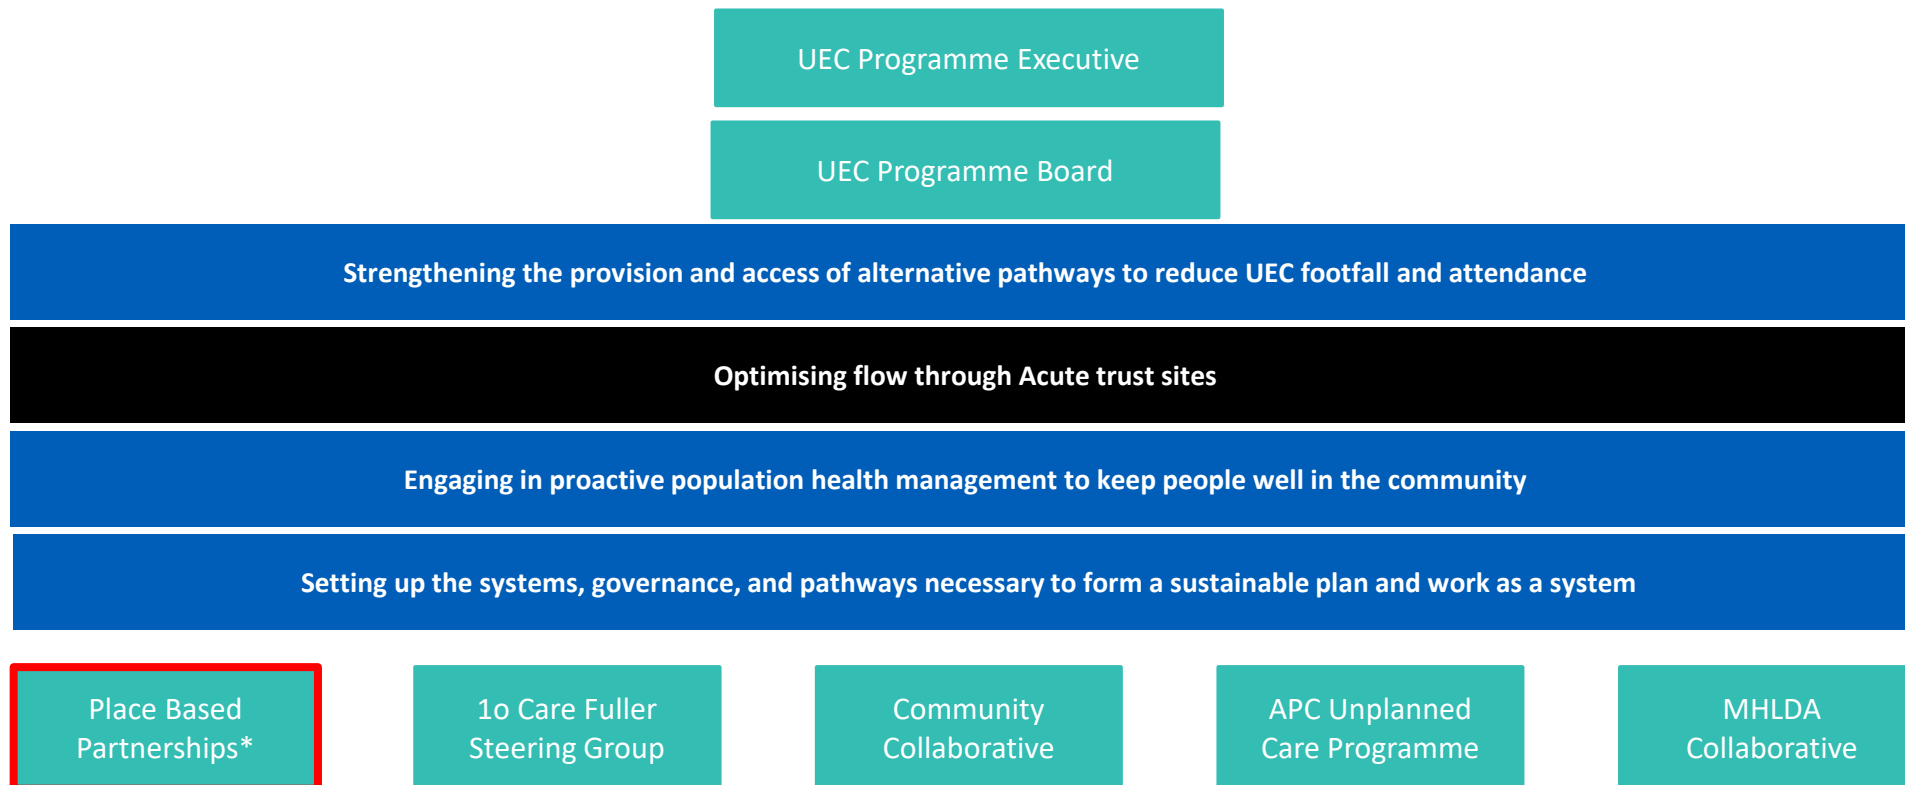 UEC Programme Executive
UEC Programme Board
Strengthening the provision and access of alternative pathways to reduce UEC footfall and attendance
Optimising flow through Acute trust sites
Engaging in proactive population health management to keep people well in the community
Setting up the systems, governance, and pathways necessary to form a sustainable plan and work as a system
Place Based
Partnerships*
1o Care Fuller
Steering Group
Community
Collaborative
APC Unplanned
Care Programme
MHLDA
Collaborative